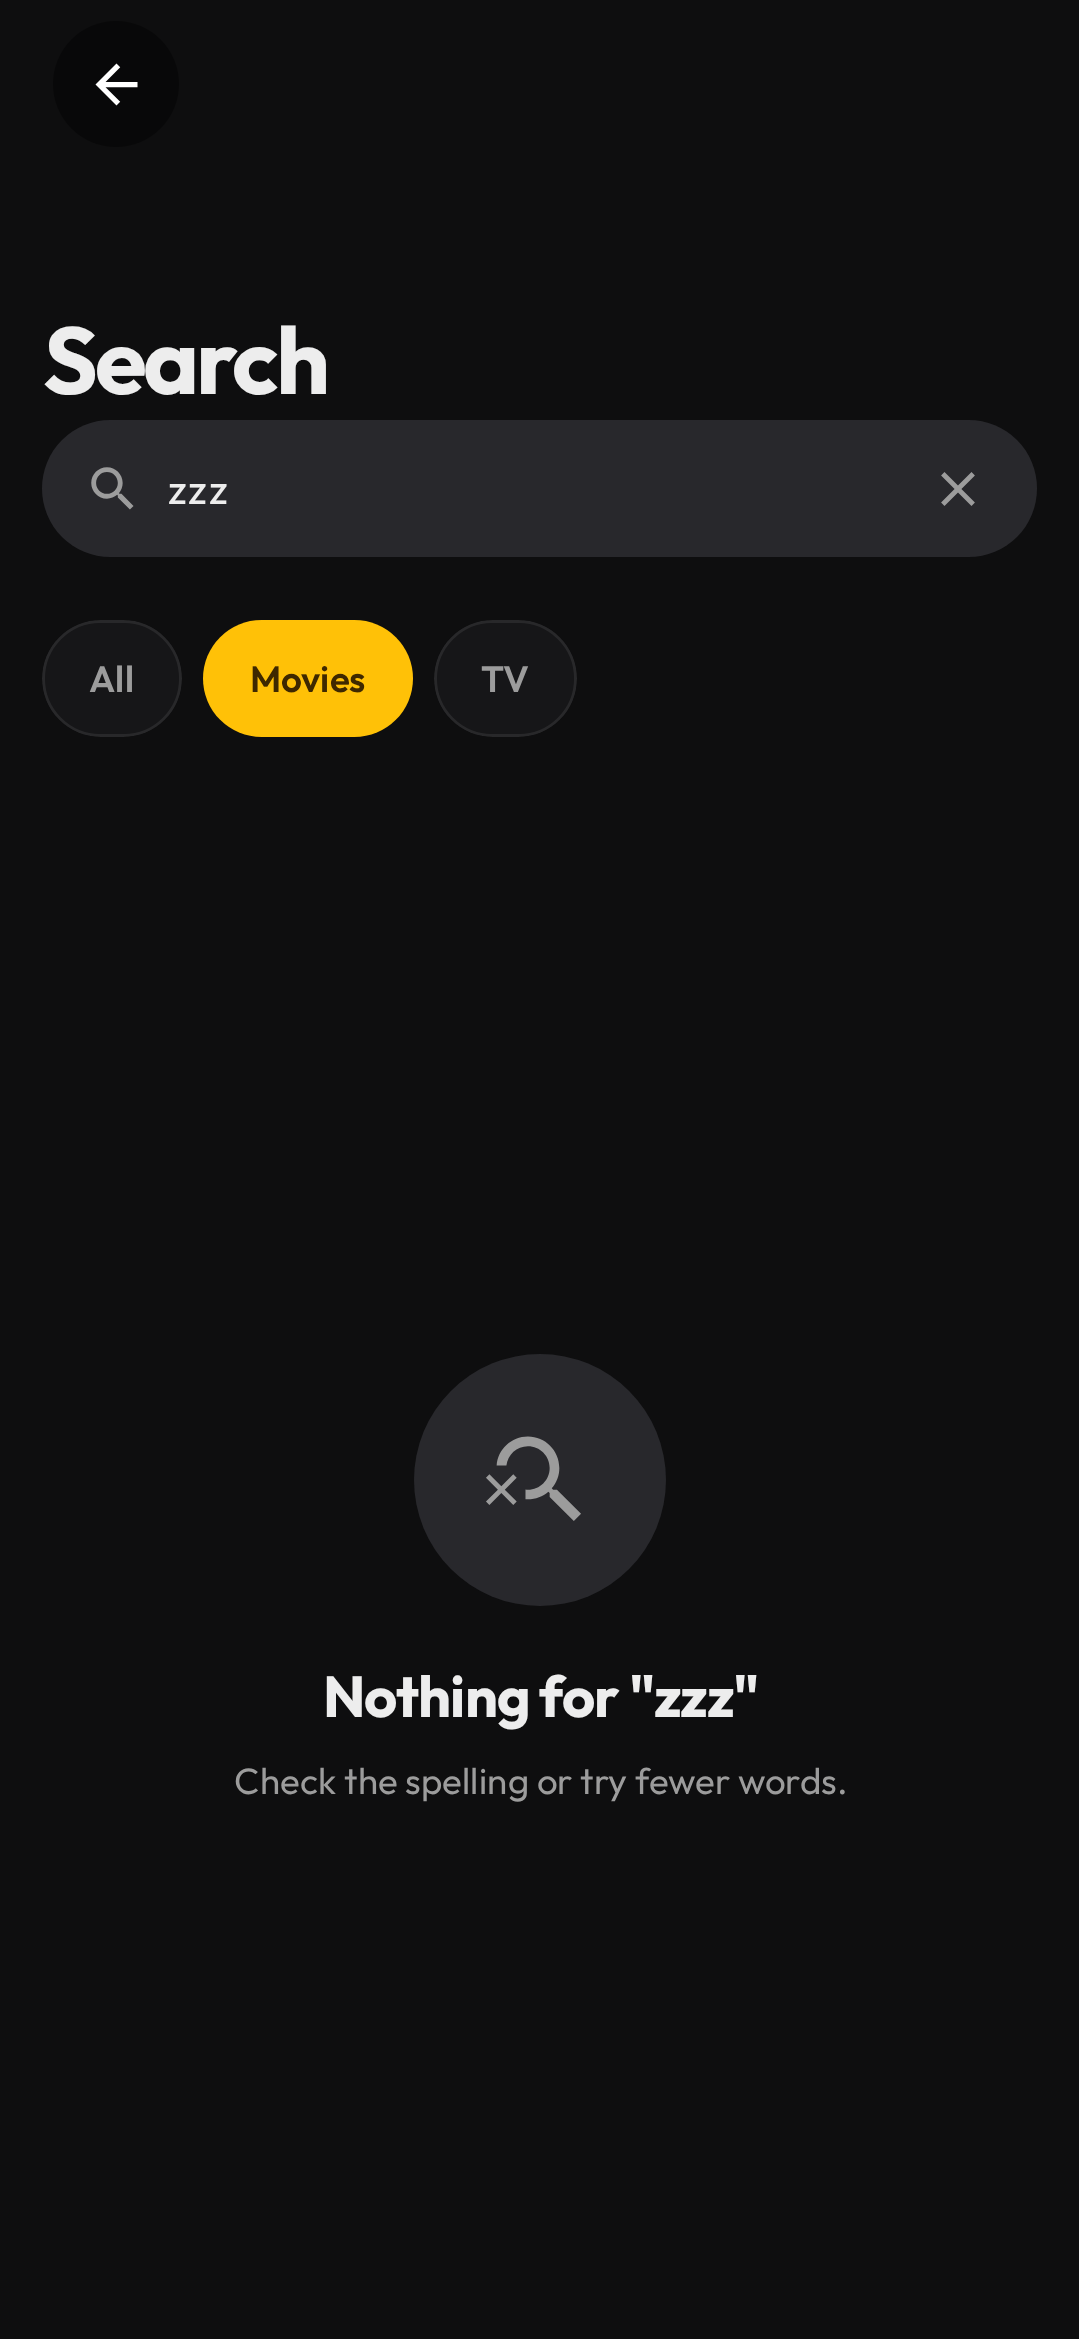 Search
zzz
All
Movies
TV
Nothing for "zzz"
Check the spelling or try fewer words.